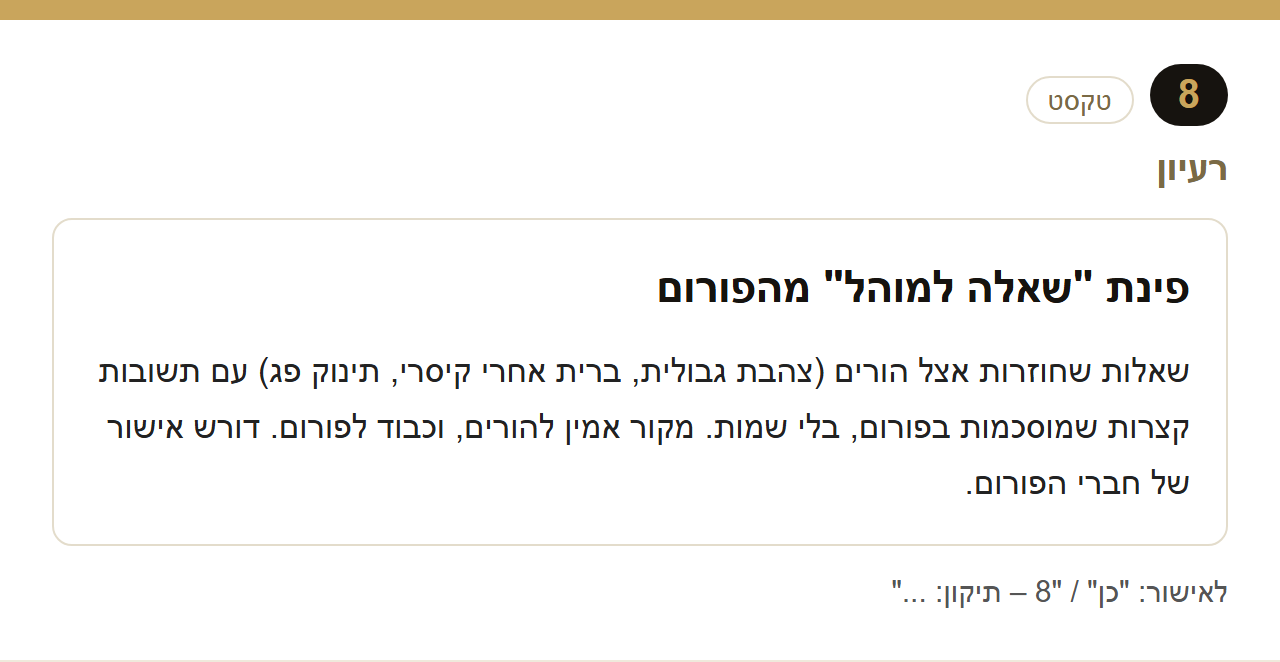 8
טקסט
רעיון
פינת "שאלה למוהל" מהפורום
שאלות שחוזרות אצל הורים (צהבת גבולית, ברית אחרי קיסרי, תינוק פג) עם תשובות
קצרות שמוסכמות בפורום, בלי שמות. מקור אמין להורים, וכבוד לפורום. דורש אישור
של חברי הפורום.
לאישור: "כן" / "8 – תיקון: ..."